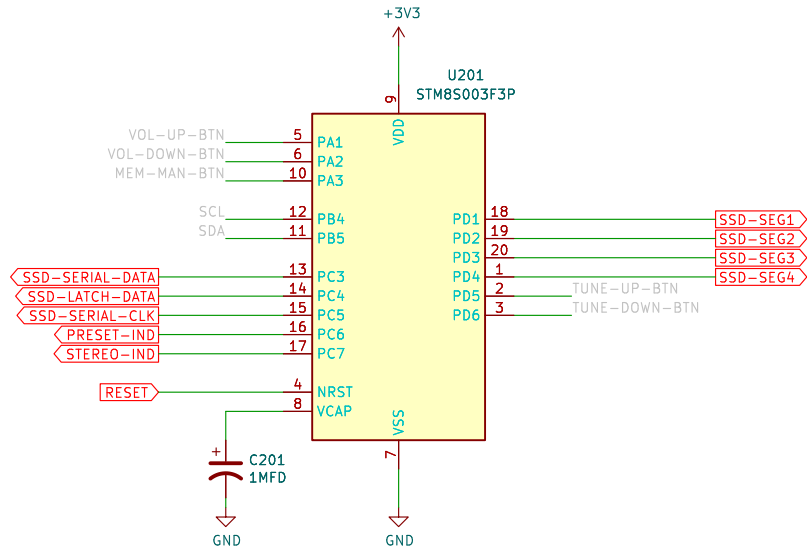 +3V3
U201
STM8S003F3P
9
VDD
VOL-UP-BTN
5
PA1
VOL-DOWN-BTN
6
PA2
MEM-MAN-BTN
10
PA3
SCL
12
PB4
PD1
18
SSD-SEG1
SDA
11
PB5
PD2
19
SSD-SEG2
PD3
20
SSD-SEG3
SSD-SERIAL-DATA
13
PC3
PD4
1
SSD-SEG4
SSD-LATCH-DATA
14
PC4
PD5
2
TUNE-UP-BTN
SSD-SERIAL-CLK
15
PC5
PD6
3
TUNE-DOWN-BTN
PRESET-IND
16
PC6
STEREO-IND
17
PC7
RESET
4
NRST
8
VCAP
VSS
7
+
C201
1MFD
GND
GND